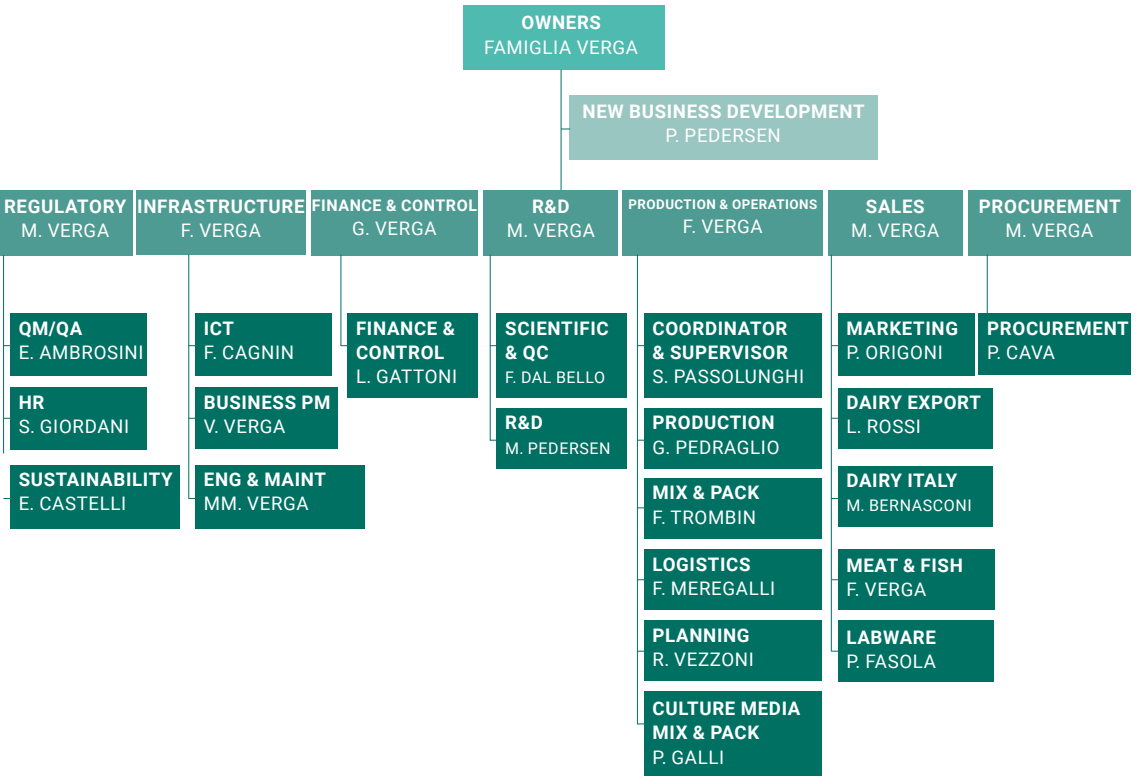 OWNERS
FAMIGLIA VERGA
NEW BUSINESS DEVELOPMENT
P. PEDERSEN
REGULATORY
M. VERGA
INFRASTRUCTURE
F. VERGA
FINANCE & CONTROL
G. VERGA
R&D
M. VERGA
PRODUCTION & OPERATIONS
F. VERGA
SALES
M. VERGA
PROCUREMENT
M. VERGA
QM/QA
E. AMBROSINI
HR
S. GIORDANI
SUSTAINABILITY
E. CASTELLI
ICT
F. CAGNIN
BUSINESS PM
V. VERGA
ENG & MAINT
MM. VERGA
FINANCE &
CONTROL
L. GATTONI
SCIENTIFIC
& QC
F. DAL BELLO
R&D
M. PEDERSEN
COORDINATOR
& SUPERVISOR
S. PASSOLUNGHI
PRODUCTION
G. PEDRAGLIO
MIX & PACK
F. TROMBIN
LOGISTICS
F. MEREGALLI
PLANNING
R. VEZZONI
CULTURE MEDIA
MIX & PACK
P. GALLI
MARKETING
P. ORIGONI
DAIRY EXPORT
L. ROSSI
DAIRY ITALY
M. BERNASCONI
MEAT & FISH
F. VERGA
LABWARE
P. FASOLA
PROCUREMENT
P. CAVA